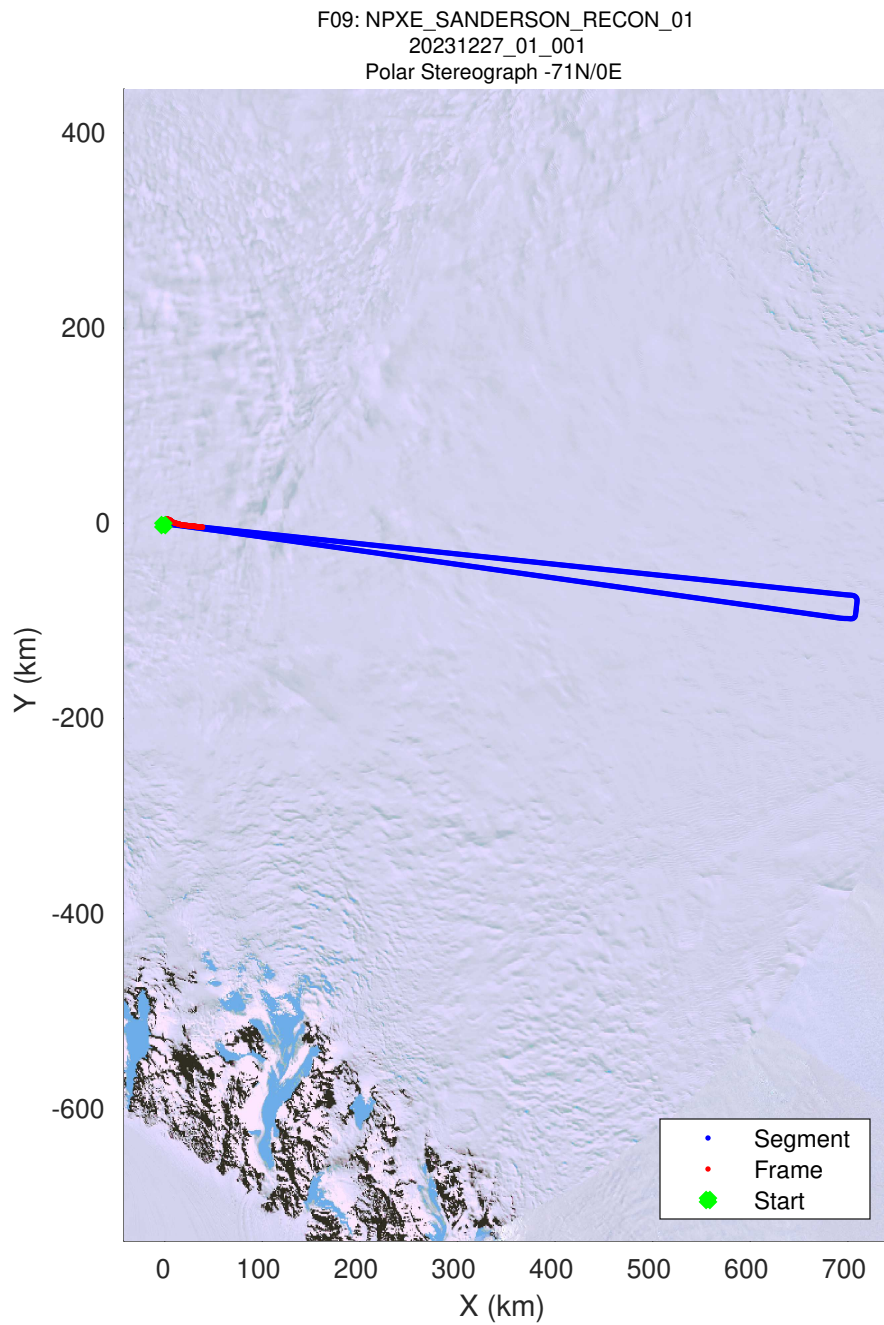 F09: NPXE_SANDERSON_RECON_01
20231227_01_001
Polar Stereograph -71N/0E
400
200
0
-200
-400
-600
Y (km)
Segment
Frame
Start
0 100 200 300 400 500 600 700
X (km)